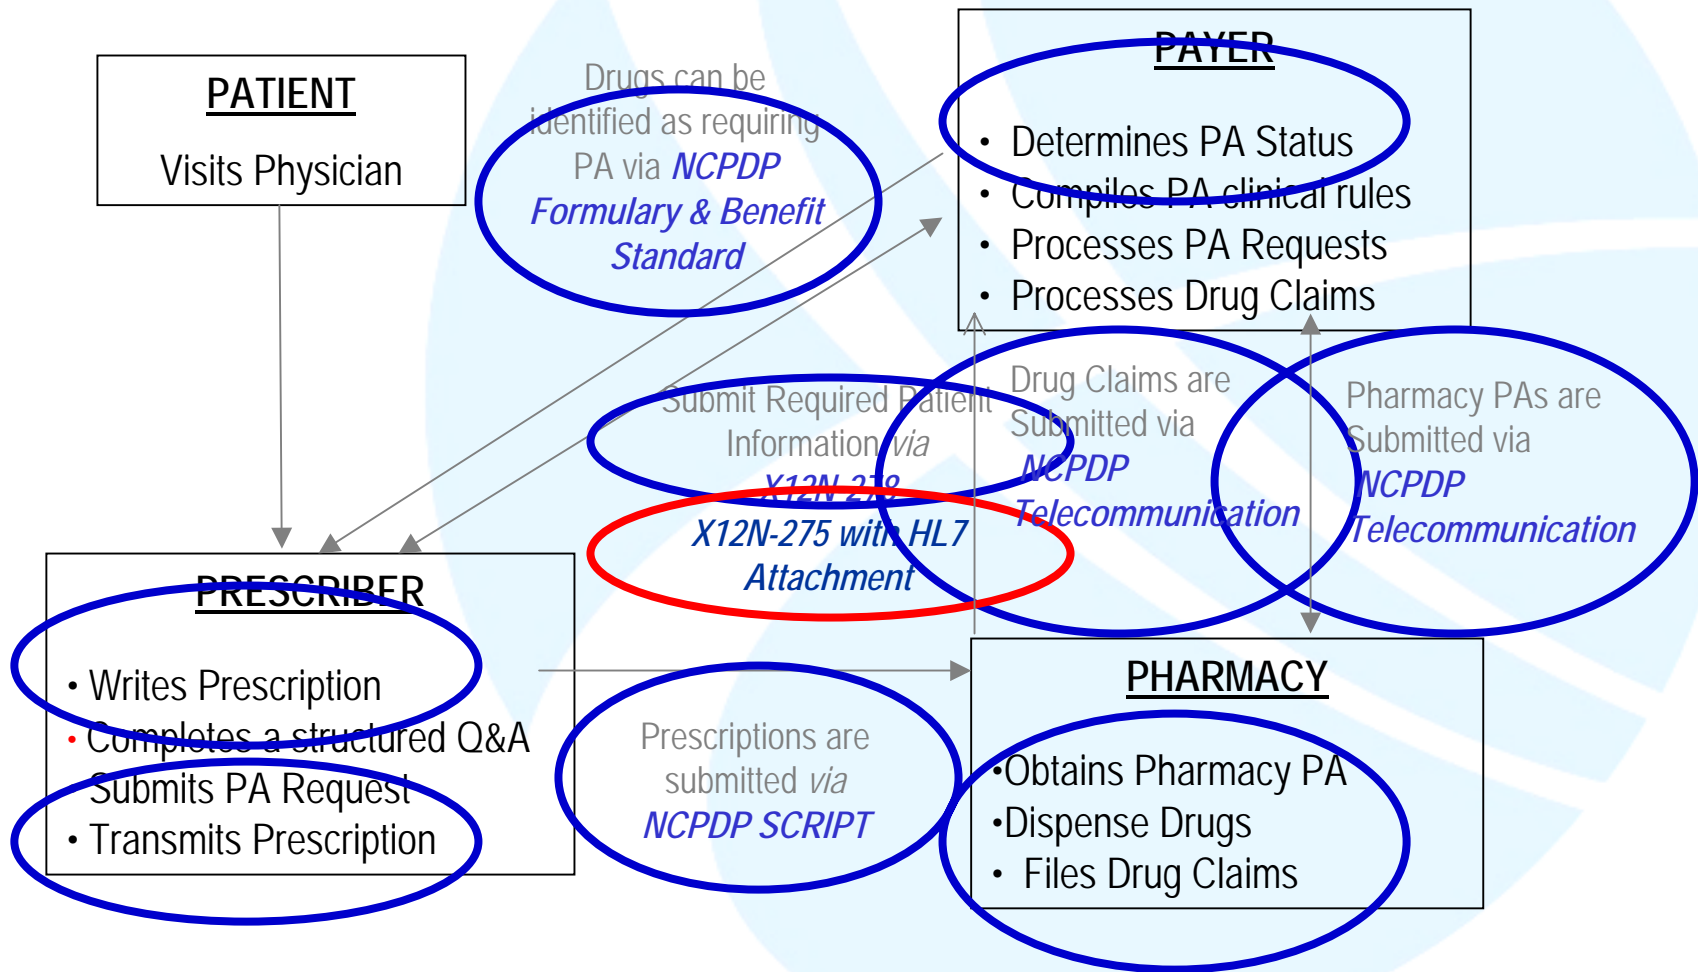 PATIENT
Visits Physician
Drugs can be
identified as requiring
PA via NCPDP
Formulary & Benefit
Standard
PAYER
• Determines PA Status
• Compiles PA clinical rules
• Processes PA Requests
• Processes Drug Claims
Submit Required Patient
Information via
X12N-278
X12N-275 with HL7
Attachment
Drug Claims are
Submitted via
NCPDP
Telecommunication
Pharmacy PAs are
Submitted via
NCPDP
Telecommunication
PRESCRIBER
• Writes Prescription
• Completes a structured Q&A
Submits PA Request
• Transmits Prescription
Prescriptions are
submitted via
NCPDP SCRIPT
PHARMACY
•Obtains Pharmacy PA
•Dispense Drugs
• Files Drug Claims